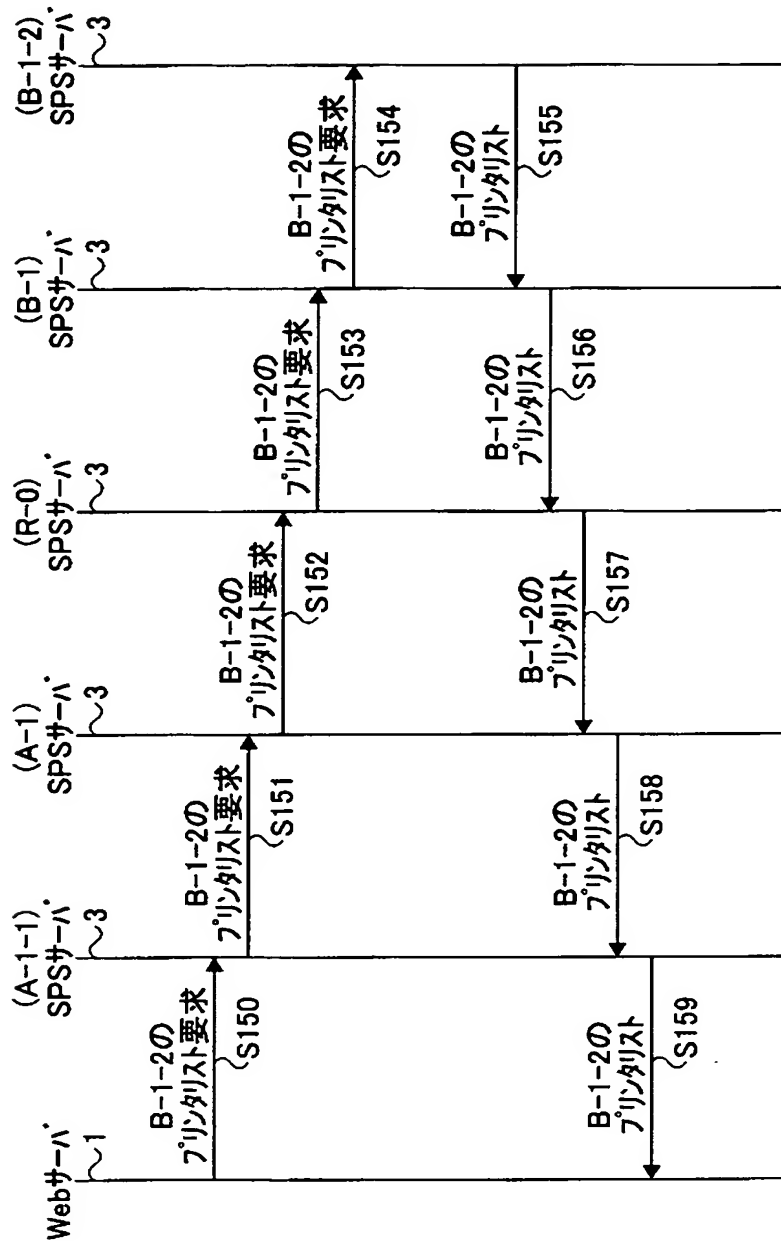 Webサーバ
1
(A-1-1)
SPSサーバ
3
(A-1)
SPSサーバ
3
(R-0)
SPSサーバ
3
(B-1)
SPSサーバ
3
(B-1-2)
SPSサーバ
3
B-1-2の
プリンタリスト要求
S150
B-1-2の
プリンタリスト要求
S151
B-1-2の
プリンタリスト要求
S152
B-1-2の
プリンタリスト要求
S153
B-1-2の
プリンタリスト要求
S154
B-1-2の
プリンタリスト
S155
B-1-2の
プリンタリスト
S156
B-1-2の
プリンタリスト
S157
B-1-2の
プリンタリスト
S158
B-1-2の
プリンタリスト
S159